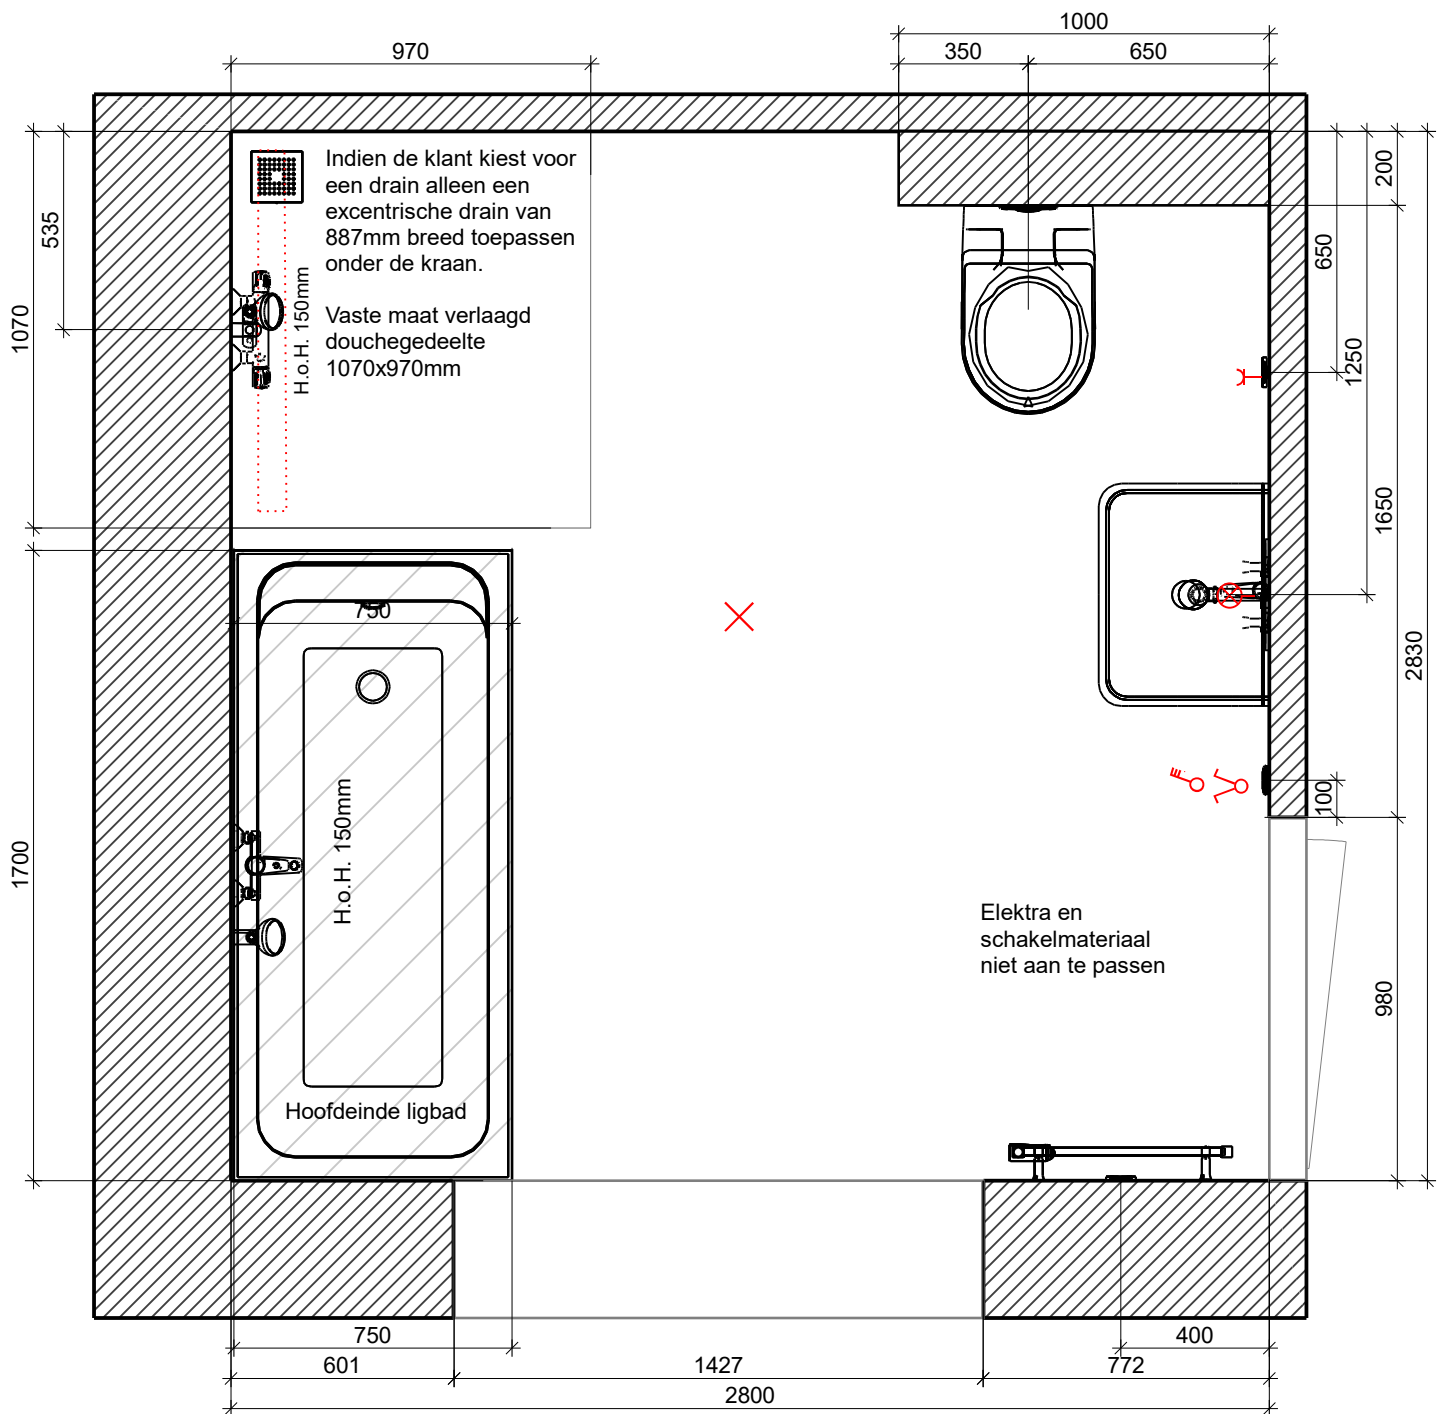 1000
970
350
650
Indien de klant kiest voor
een drain alleen een
excentrische drain van
887mm breed toepassen
onder de kraan.
Vaste maat verlaagd
douchegedeelte
1070x970mm
H.o.H. 150mm
535
1070
200
650
1250
1650
2830
750
H.o.H. 150mm
1700
100
Elektra en
schakelmateriaal
niet aan te passen
980
Hoofdeinde ligbad
750
400
601
1427
772
2800